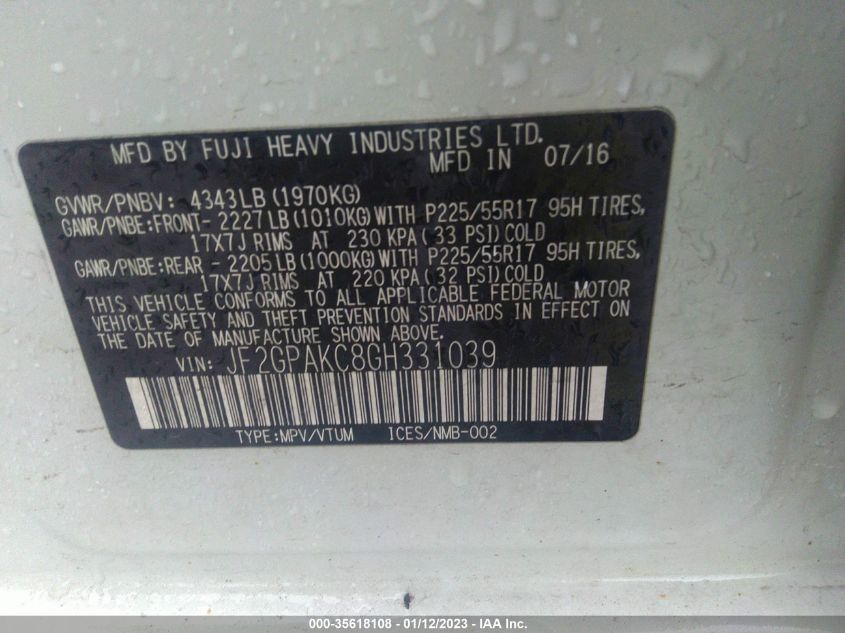 MFD BY FUJI HEAVY INDUSTRIES LTD.
MFD IN 07/16
GVWR/PNBV: 4343LB (1970KG)
GAWR/PNBE:FRONT- 2227LB (1010KG) WITH P225/55R17 95H TIRES,
17X7J RIMS AT 230 KPA (33 PSI) COLD
GAWR/PNBE:REAR - 2205LB (1000KG) WITH P225/55R17 95H TIRES,
17X7J RIMS AT 220 KPA (32 PSI) COLD
THIS VEHICLE CONFORMS TO ALL APPLICABLE FEDERAL MOTOR
VEHICLE SAFETY AND THEFT PREVENTION STANDARDS IN EFFECT ON
THE DATE OF MANUFACTURE SHOWN ABOVE.
VIN: JF2GPAKC8GH331039
TYPE:MPV/VTUM ICES/NMB-002
000-35618108 - 01/12/2023 - IAA Inc.